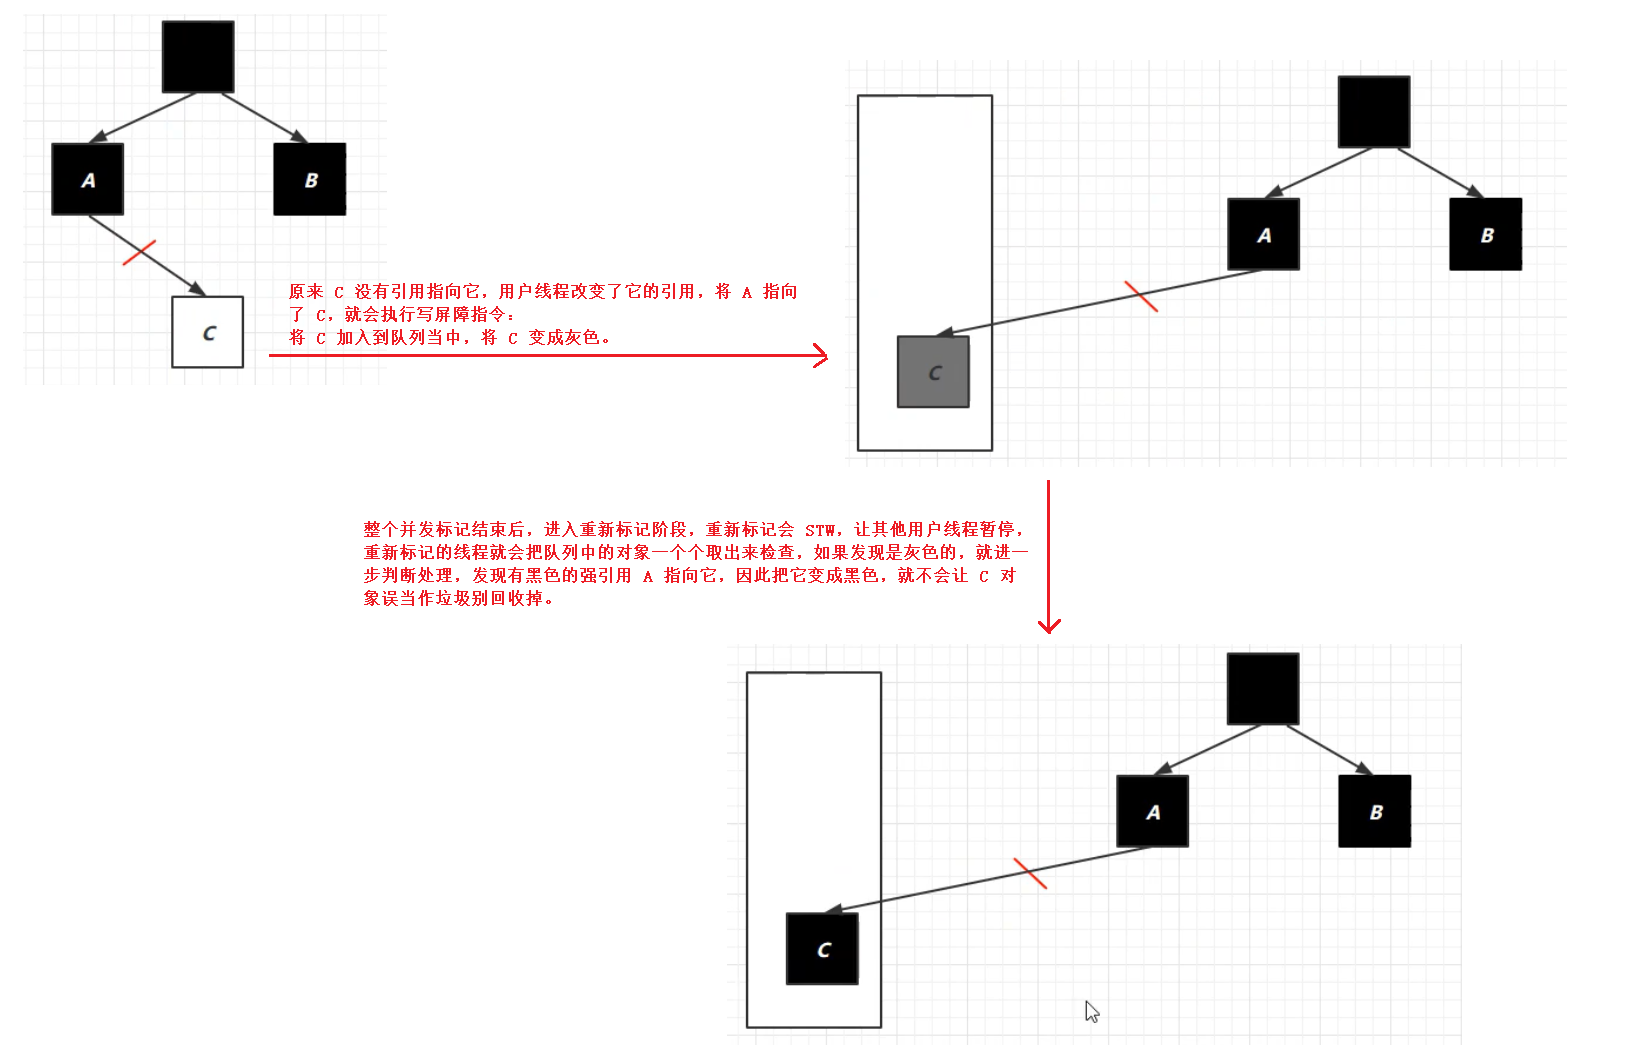 A
B
C
原来 C 没有引用指向它，用户线程改变了它的引用，将 A 指向
了 C，就会执行写屏障指令：
将 C 加入到队列当中，将 C 变成灰色。
A
B
C
整个并发标记结束后，进入重新标记阶段，重新标记会 STW，让其他用户线程暂停，
重新标记的线程就会把队列中的对象一个个取出来检查，如果发现是灰色的，就进一
步判断处理，发现有黑色的强引用 A 指向它，因此把它变成黑色，就不会让 C 对
象误当作垃圾别回收掉。
A
B
C